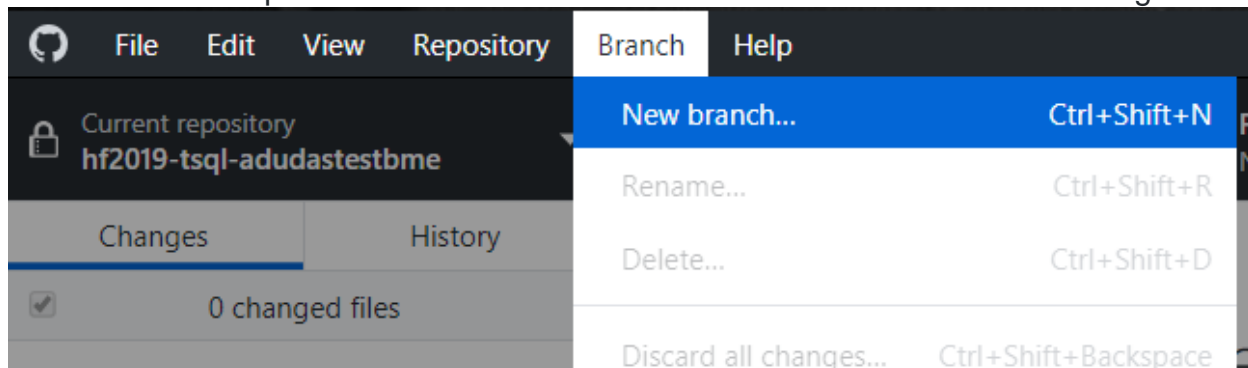 File Edit View Repository Branch Help
Current repository
hf2019-tsql-adudastestbme
New branch... Ctrl+Shift+N
Rename... Ctrl+Shift+R
Changes History
Delete... Ctrl+Shift+D
0 changed files
Discard all changes... Ctrl+Shift+Backspace